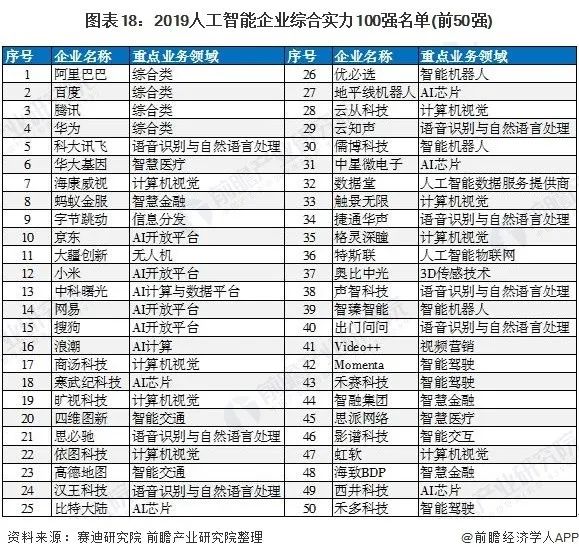 图表18：2019人工智能企业综合实力100强名单(前50强)
序号 企业名称 重点业务领域 序号 企业名称 重点业务领域
1 阿里巴巴 综合类 26 优必选 智能机器人
2 百度 综合类 27 地平线机器人 AI芯片
3 腾讯 综合类 28 云从科技 计算机视觉
4 华为 综合类 29 云知声 语音识别与自然语言处理
5 科大讯飞 语音识别与自然语言处理 30 儒博科技 智能机器人
6 华大基因 智慧医疗 31 中星微电子 AI芯片
7 海康威视 计算机视觉 32 数据堂 人工智能数据服务提供商
8 蚂蚁金服 智慧金融 33 触景无限 计算机视觉
9 字节跳动 信息分发 34 捷通华声 语音识别与自然语言处理
10 京东 AI开放平台 35 格灵深瞳 计算机视觉
11 大疆创新 无人机 36 特斯联 人工智能物联网
12 小米 AI开放平台 37 奥比中光 3D传感技术
13 中科曙光 AI计算与数据平台 38 声智科技 语音识别与自然语言处理
14 网易 AI开放平台 39 智臻智能 智能机器人
15 搜狗 AI开放平台 40 出门问问 语音识别与自然语言处理
16 浪潮 AI计算 41 Video++ 视频营销
17 商汤科技 计算机视觉 42 Momenta 智能驾驶
18 寒武纪科技 AI芯片 43 禾赛科技 智能驾驶
19 旷视科技 计算机视觉 44 智融集团 智慧金融
20 四维图新 智能交通 45 思派网络 智慧医疗
21 思必驰 语音识别与自然语言处理 46 影谱科技 智能交互
22 依图科技 计算机视觉 47 虹软 计算机视觉
23 高德地图 智能交通 48 海致BDP 智慧金融
24 汉王科技 语音识别与自然语言处理 49 西井科技 AI芯片
25 比特大陆 AI芯片 50 禾多科技 智能驾驶
资料来源：赛迪研究院 前瞻产业研究院整理
@前瞻经济学人APP